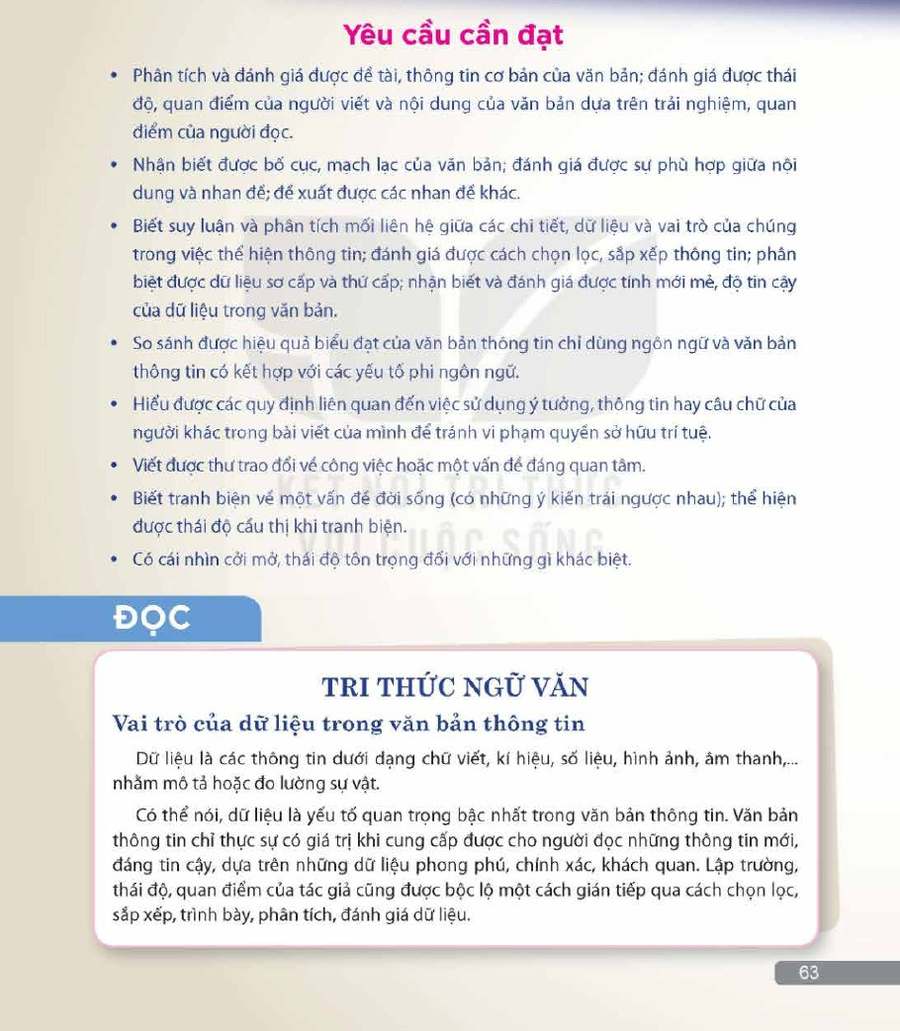 Yêu cầu cần đạt
• Phân tích và đánh giá được đề tài, thông tin cơ bản của văn bản; đánh giá được thái
độ, quan điểm của người viết và nội dung của văn bản dựa trên trải nghiệm, quan
điểm của người đọc.
• Nhận biết được bố cục, mạch lạc của văn bản; đánh giá được sự phù hợp giữa nội
dung và nhan đề; đề xuất được các nhan đề khác.
• Biết suy luận và phân tích mối liên hệ giữa các chi tiết, dữ liệu và vai trò của chúng
trong việc thể hiện thông tin; đánh giá được cách chọn lọc, sắp xếp thông tin; phân
biệt được dữ liệu sơ cấp và thứ cấp; nhận biết và đánh giá được tính mới mẻ, độ tin cậy
của dữ liệu trong văn bản.
• So sánh được hiệu quả biểu đạt của văn bản thông tin chỉ dùng ngôn ngữ và văn bản
thông tin có kết hợp với các yếu tố phi ngôn ngữ.
• Hiểu được các quy định liên quan đến việc sử dụng ý tưởng, thông tin hay câu chữ của
người khác trong bài viết của mình để tránh vi phạm quyền sở hữu trí tuệ.
• Viết được thư trao đổi về công việc hoặc một vấn đề đáng quan tâm.
KẾT NỐI TRI THỨC
• Biết tranh biện về một vấn đề đời sống (có những ý kiến trái ngược nhau); thể hiện
được thái độ cầu thị khi tranh biện.
VỚI CUỘC SỐNG
• Có cái nhìn cởi mở, thái độ tôn trọng đối với những gì khác biệt.
ĐỌC
TRI THỨC NGỮ VĂN
Vai trò của dữ liệu trong văn bản thông tin
Dữ liệu là các thông tin dưới dạng chữ viết, kí hiệu, số liệu, hình ảnh, âm thanh,...
nhằm mô tả hoặc đo lường sự vật.
Có thể nói, dữ liệu là yếu tố quan trọng bậc nhất trong văn bản thông tin. Văn bản
thông tin chỉ thực sự có giá trị khi cung cấp được cho người đọc những thông tin mới,
đáng tin cậy, dựa trên những dữ liệu phong phú, chính xác, khách quan. Lập trường,
thái độ, quan điểm của tác giả cũng được bộc lộ một cách gián tiếp qua cách chọn lọc,
sắp xếp, trình bày, phân tích, đánh giá dữ liệu.
63